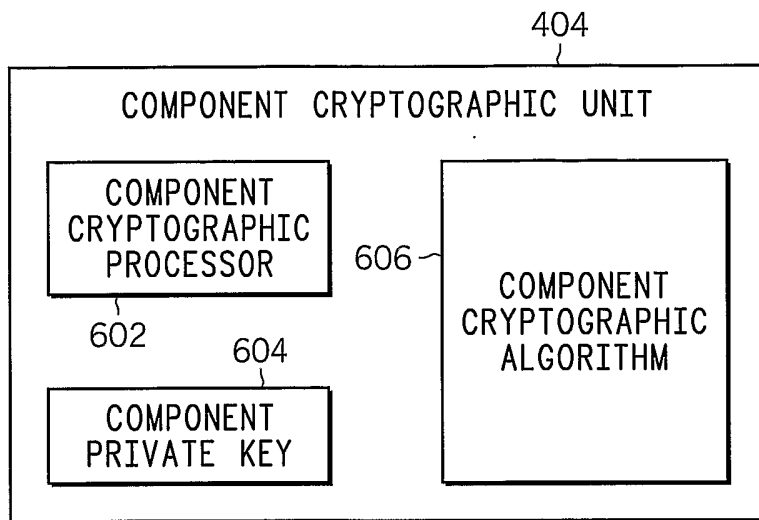 404
COMPONENT CRYPTOGRAPHIC UNIT
COMPONENT
CRYPTOGRAPHIC
PROCESSOR
602
604
COMPONENT
PRIVATE KEY
606
COMPONENT
CRYPTOGRAPHIC
ALGORITHM